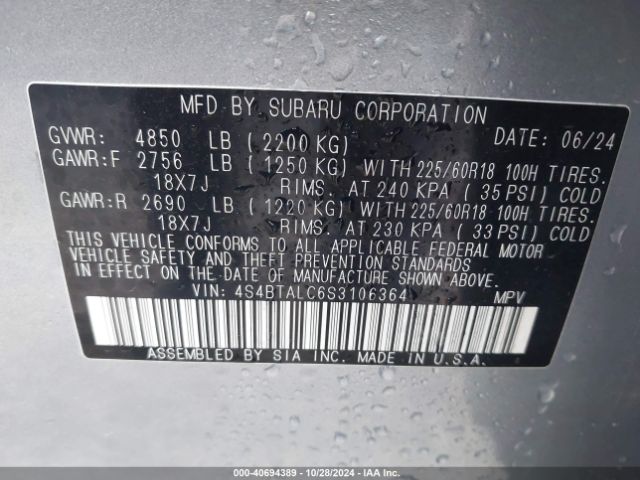 MFD BY SUBARU CORPORATION
GVWR: 4850 LB ( 2200 KG) DATE: 06/24
GAWR:F 2756 LB ( 1250 KG) WITH 225/60R18 100H TIRES.
18X7J RIMS. AT 240 KPA ( 35 PSI) COLD
GAWR:R 2690 LB ( 1220 KG) WITH 225/60R18 100H TIRES.
18X7J RIMS. AT 230 KPA ( 33 PSI) COLD
THIS VEHICLE CONFORMS TO ALL APPLICABLE FEDERAL MOTOR
VEHICLE SAFETY AND THEFT PREVENTION STANDARDS
IN EFFECT ON THE DATE OF MANUFACTURE SHOWN ABOVE.
VIN: 4S4BTALC6S3106364 MPV
ASSEMBLED BY SIA INC. MADE IN U.S.A.
000-40694389 - 10/28/2024 - IAA Inc.